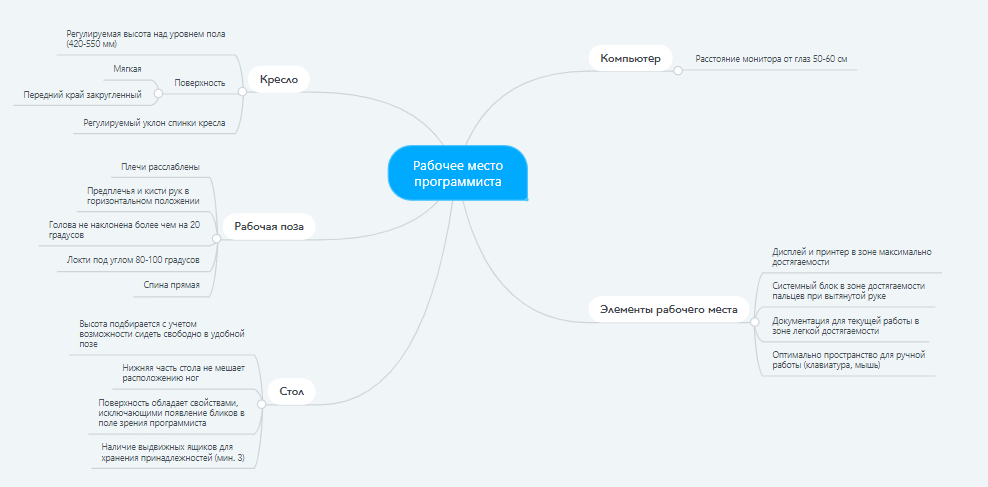 Рабочее место
программиста
Кресло
Регулируемая высота над уровнем пола
(420-550 мм)
Поверхность
Мягкая
Передний край закругленный
Регулируемый уклон спинки кресла
Рабочая поза
Плечи расслаблены
Предплечья и кисти рук в
горизонтальном положении
Голова не наклонена более чем на 20
градусов
Локти под углом 80-100 градусов
Спина прямая
Стол
Высота подбирается с учетом
возможности сидеть свободно в удобной
позе
Нижняя часть стола не мешает
расположению ног
Поверхность обладает свойствами,
исключающими появление бликов в
поле зрения программиста
Наличие выдвижных ящиков для
хранения принадлежностей (мин. 3)
Компьютер
Расстояние монитора от глаз 50-60 см
Элементы рабочего места
Дисплей и принтер в зоне максимально
достягаемости
Системный блок в зоне достягаемости
пальцев при вытянутой руке
Документация для текущей работы в
зоне легкой достягаемости
Оптимально пространство для ручной
работы (клавиатура, мышь)